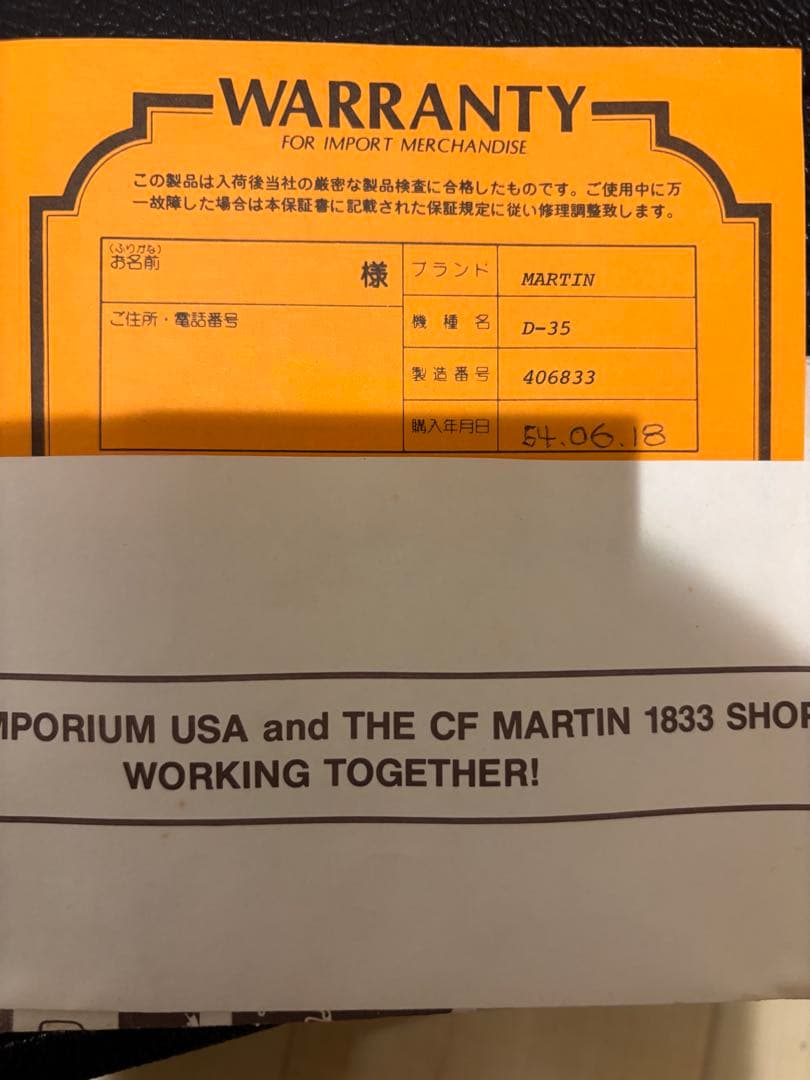 WARRANTY
FOR IMPORT MERCHANDISE
この製品は入荷後当社の厳密な製品検査に合格したものです。ご使用中に万
一故障した場合は本保証書に記載された保証規定に従い修理調整致します。
(ふりがな)
お名前
様
ご住所・電話番号
ブランド MARTIN
機種名 D-35
製造番号 406833
購入年月日 54.06.18
MPORIUM USA and THE CF MARTIN 1833 SHOP
WORKING TOGETHER!